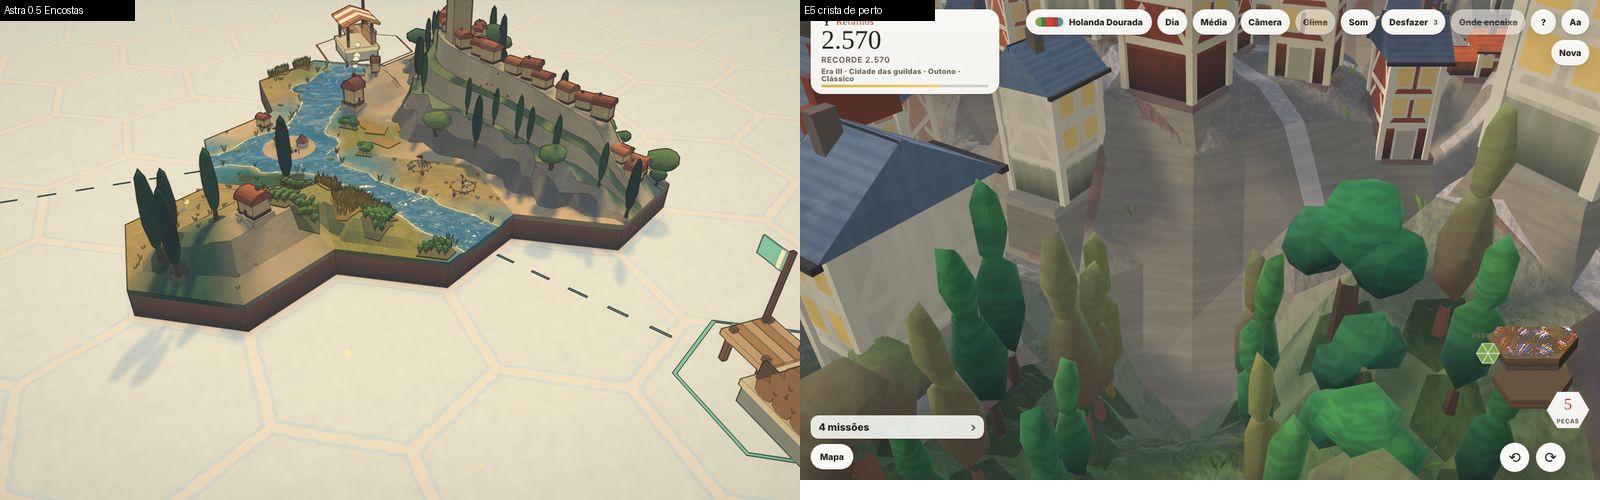 Astra 0.5 Encostas
E5 crista de perto
Retalhos
2.570
RECORDE 2.570
Era III · Cidade das guildas · Outono ·
Clássico
Holanda Dourada
Dia
Média
Câmera
Clima
Som
Desfazer 3
Onde encaixa
?
Aa
Nova
5
PEÇAS
4 missões
Mapa